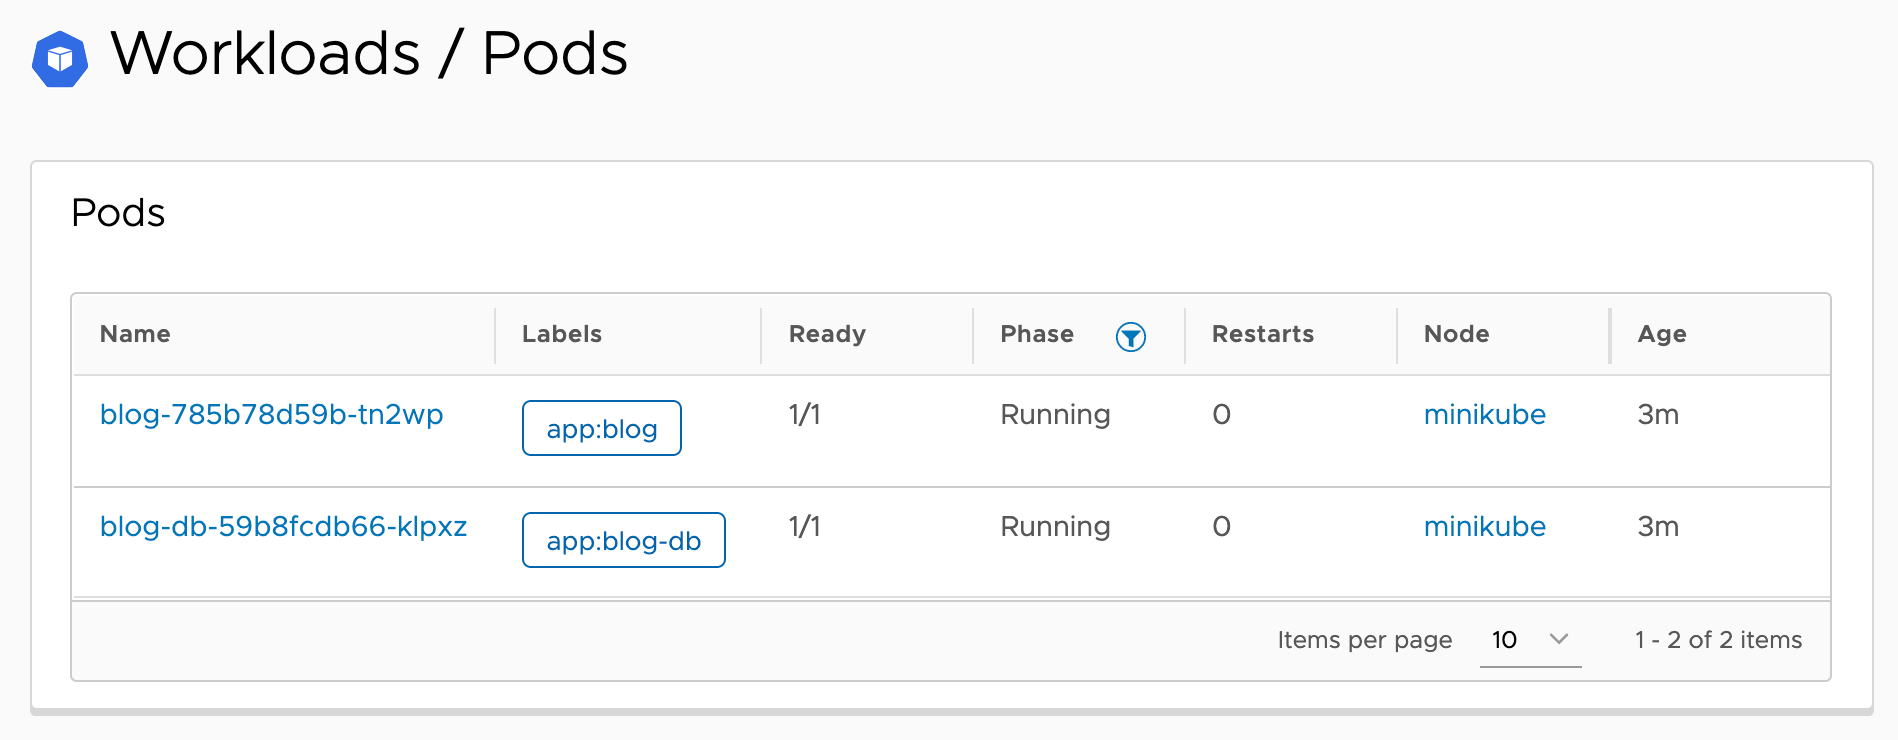 Workloads / Pods
Pods
Name Labels Ready Phase Restarts Node Age
blog-785b78d59b-tn2wp app:blog 1/1 Running 0 minikube 3m
blog-db-59b8fcdb66-klpxz app:blog-db 1/1 Running 0 minikube 3m
Items per page 10 1 - 2 of 2 items